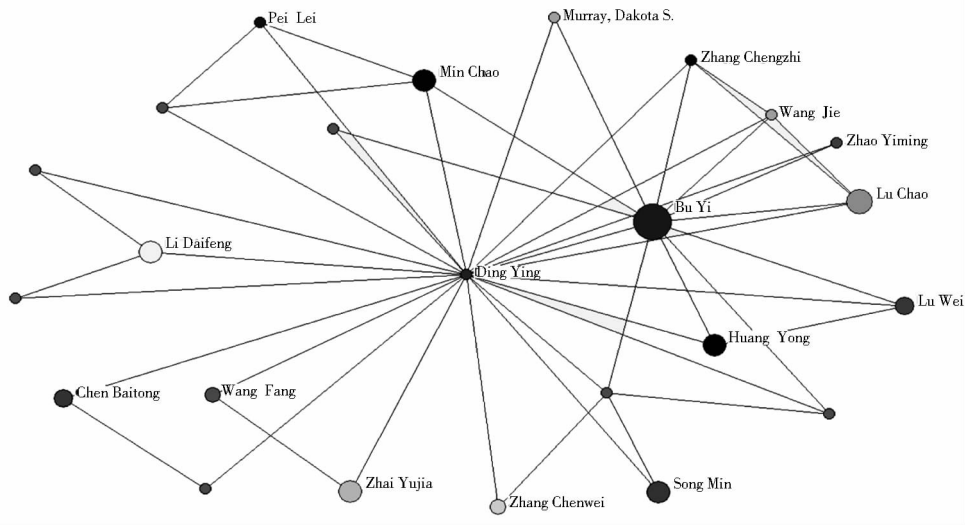 Pei Lei
Murray, Dakota S.
Zhang Chengzhi
Min Chao
Wang Jie
Zhao Yiming
Lu Chao
Bu Yi
Li Daifeng
Ding Ying
Lu Wei
Huang Yong
Chen Baitong
Wang Fang
Zhai Yujia
Zhang Chenwei
Song Min